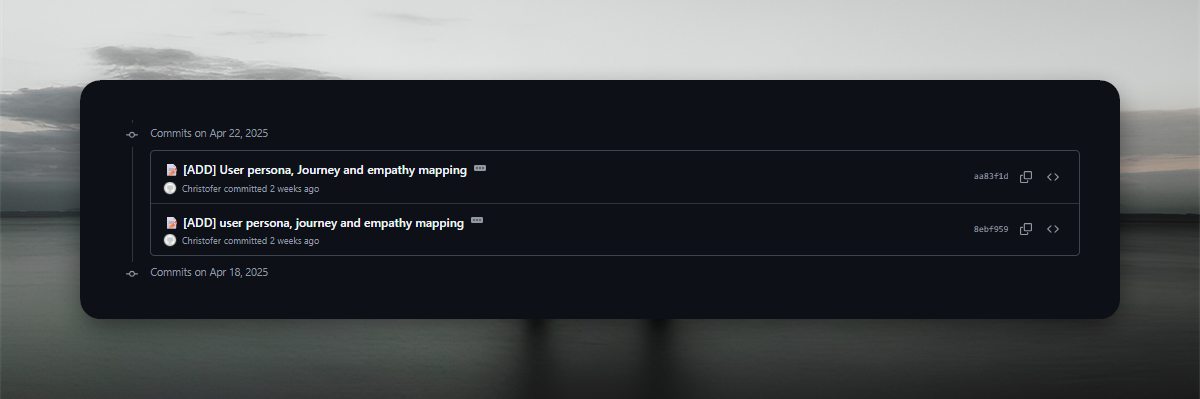 Commits on Apr 22, 2025
[ADD] User persona, Journey and empathy mapping
Christofer committed 2 weeks ago
aa83f1d
[ADD] user persona, journey and empathy mapping
Christofer committed 2 weeks ago
8ebf959
Commits on Apr 18, 2025